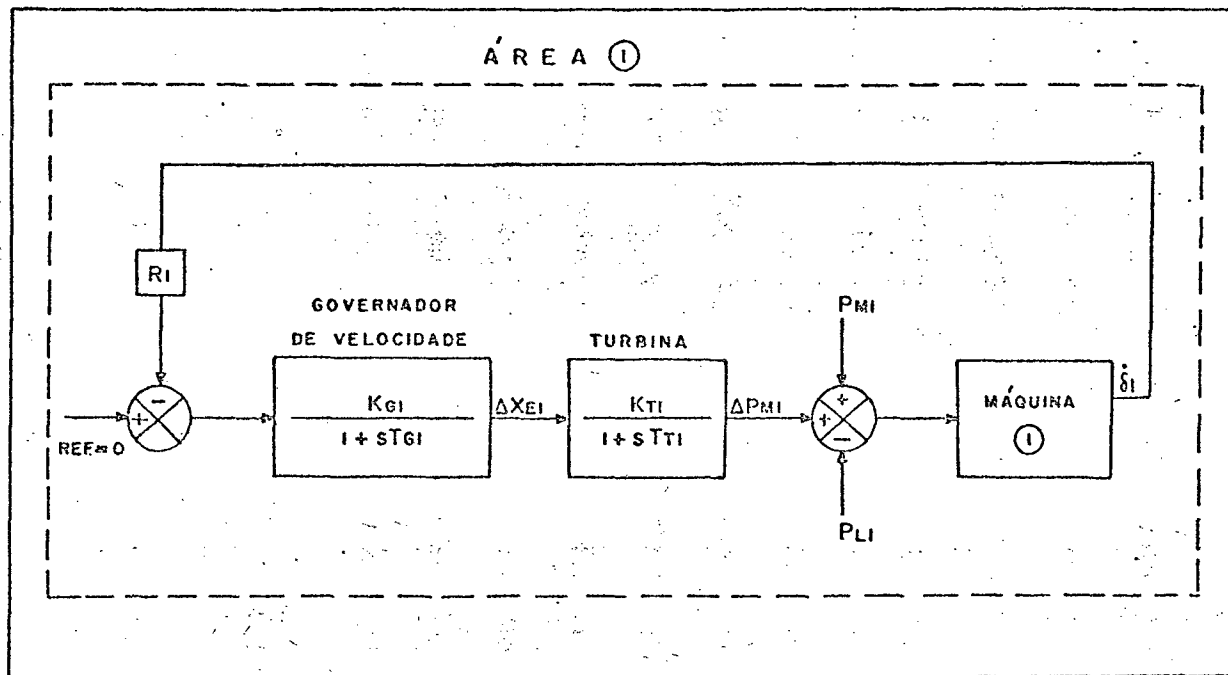 ÁREA ①
R1
GOVERNADOR
DE VELOCIDADE
TURBINA
PM1
KG1
1 + STG1
ΔXE1
KT1
1 + STT1
ΔPM1
+
+
−
MÁQUINA
①
δ̇1
−
+
REF.=0
PL1